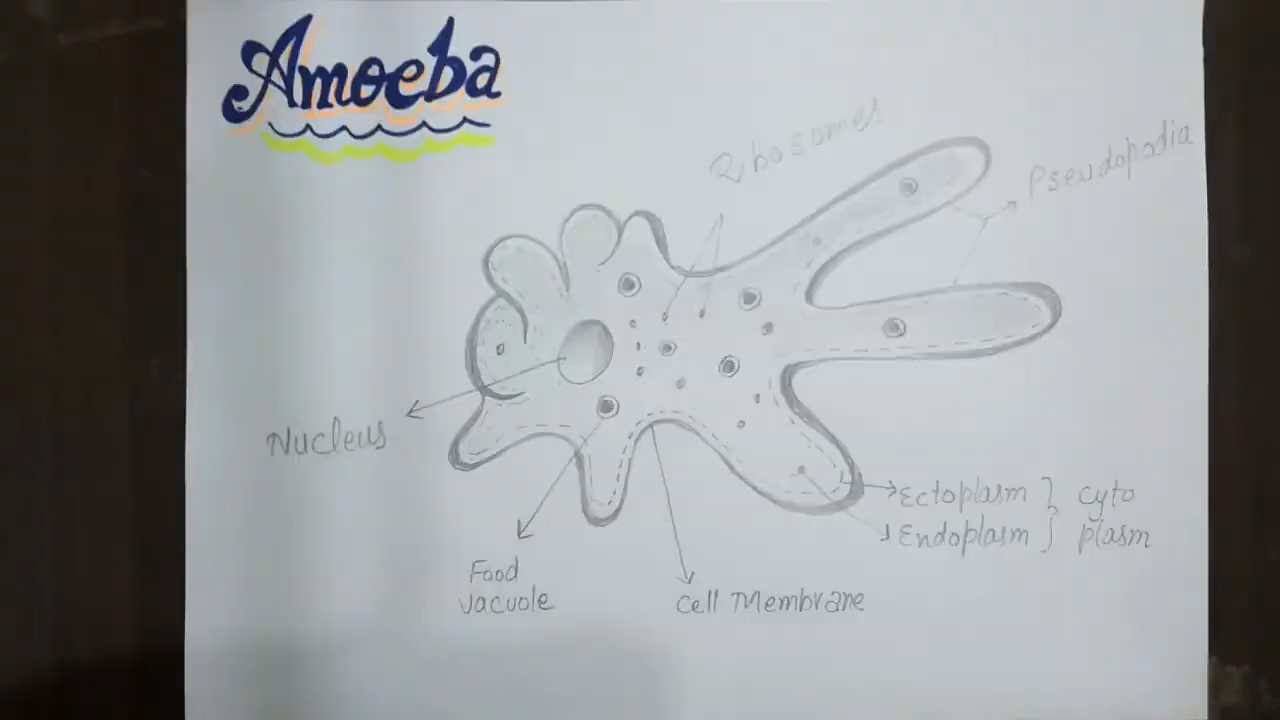 Amoeba
Ribosomes
Pseudopodia
Nucleus
Ectoplasm } cyto
Endoplasm } plasm
Food
vacuole
Cell Membrane